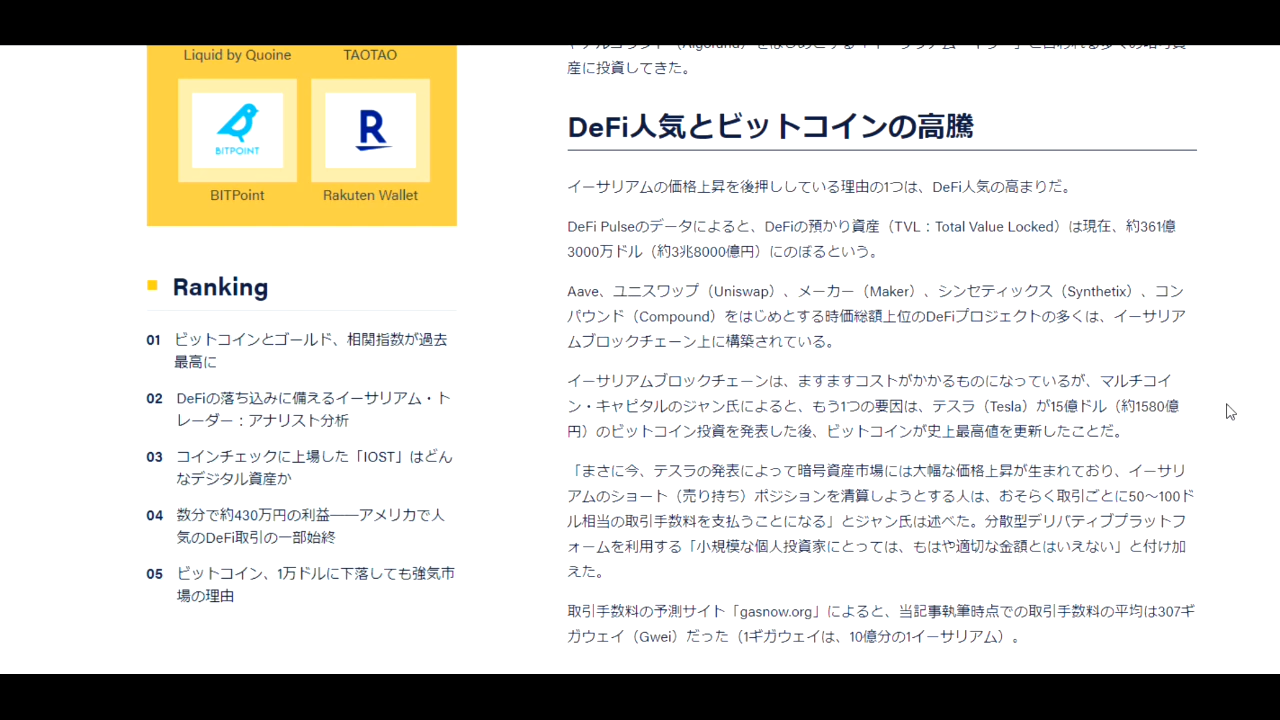 Liquid by Quoine
TAOTAO
BITPOINT
R
BITPoint
Rakuten Wallet
Ranking
01 ビットコインとゴールド、相関指数が過去
最高に
02 DeFiの落ち込みに備えるイーサリアム・ト
レーダー：アナリスト分析
03 コインチェックに上場した「IOST」はどん
なデジタル資産か
04 数分で約430万円の利益──アメリカで人
気のDeFi取引の一部始終
05 ビットコイン、1万ドルに下落しても強気市
場の理由
産に投資してきた。
DeFi人気とビットコインの高騰
イーサリアムの価格上昇を後押ししている理由の1つは、DeFi人気の高まりだ。
DeFi Pulseのデータによると、DeFiの預かり資産（TVL：Total Value Locked）は現在、約361億
3000万ドル（約3兆8000億円）にのぼるという。
Aave、ユニスワップ（Uniswap）、メーカー（Maker）、シンセティックス（Synthetix）、コン
パウンド（Compound）をはじめとする時価総額上位のDeFiプロジェクトの多くは、イーサリア
ムブロックチェーン上に構築されている。
イーサリアムブロックチェーンは、ますますコストがかかるものになっているが、マルチコイ
ン・キャピタルのジャン氏によると、もう1つの要因は、テスラ（Tesla）が15億ドル（約1580億
円）のビットコイン投資を発表した後、ビットコインが史上最高値を更新したことだ。
「まさに今、テスラの発表によって暗号資産市場には大幅な価格上昇が生まれており、イーサリ
アムのショート（売り持ち）ポジションを清算しようとする人は、おそらく取引ごとに50〜100ド
ル相当の取引手数料を支払うことになる」とジャン氏は述べた。分散型デリバティブプラットフ
ォームを利用する「小規模な個人投資家にとっては、もはや適切な金額とはいえない」と付け加
えた。
取引手数料の予測サイト「gasnow.org」によると、当記事執筆時点での取引手数料の平均は307ギ
ガウェイ（Gwei）だった（1ギガウェイは、10億分の1イーサリアム）。